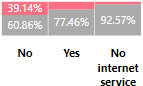 39.14%
60.86% 77.46% 92.57%
No Yes No
internet
service